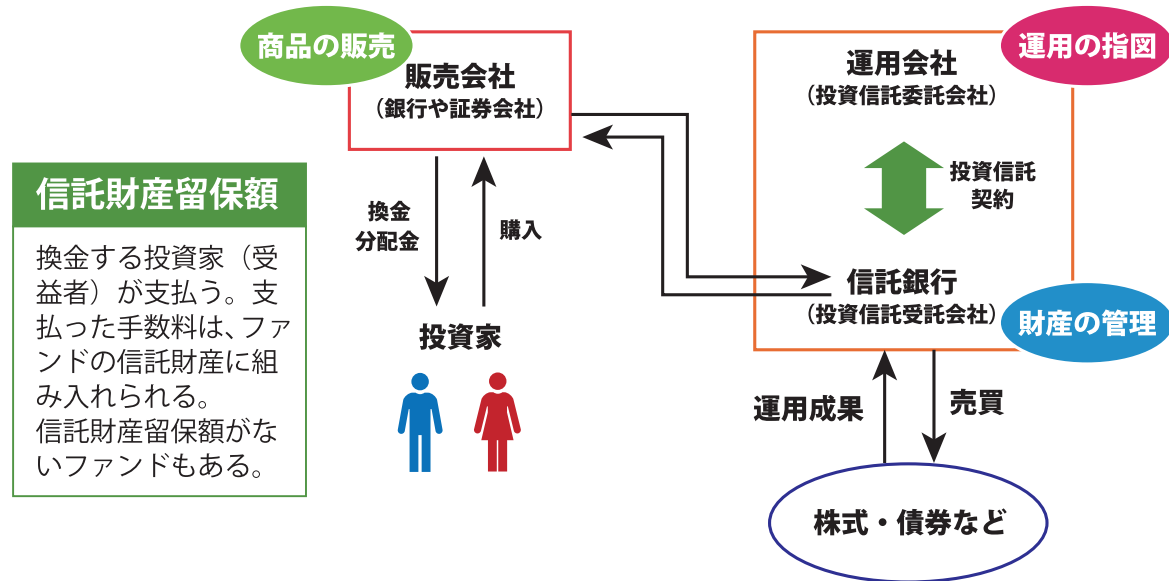 商品の販売
販売会社
（銀行や証券会社）
運用の指図
運用会社
（投資信託委託会社）
投資信託
契約
信託財産留保額
換金する投資家（受
益者）が支払う。支
払った手数料は、ファ
ンドの信託財産に組
み入れられる。
信託財産留保額がな
いファンドもある。
換金
分配金
購入
投資家
信託銀行
（投資信託受託会社）
財産の管理
運用成果
売買
株式・債券など